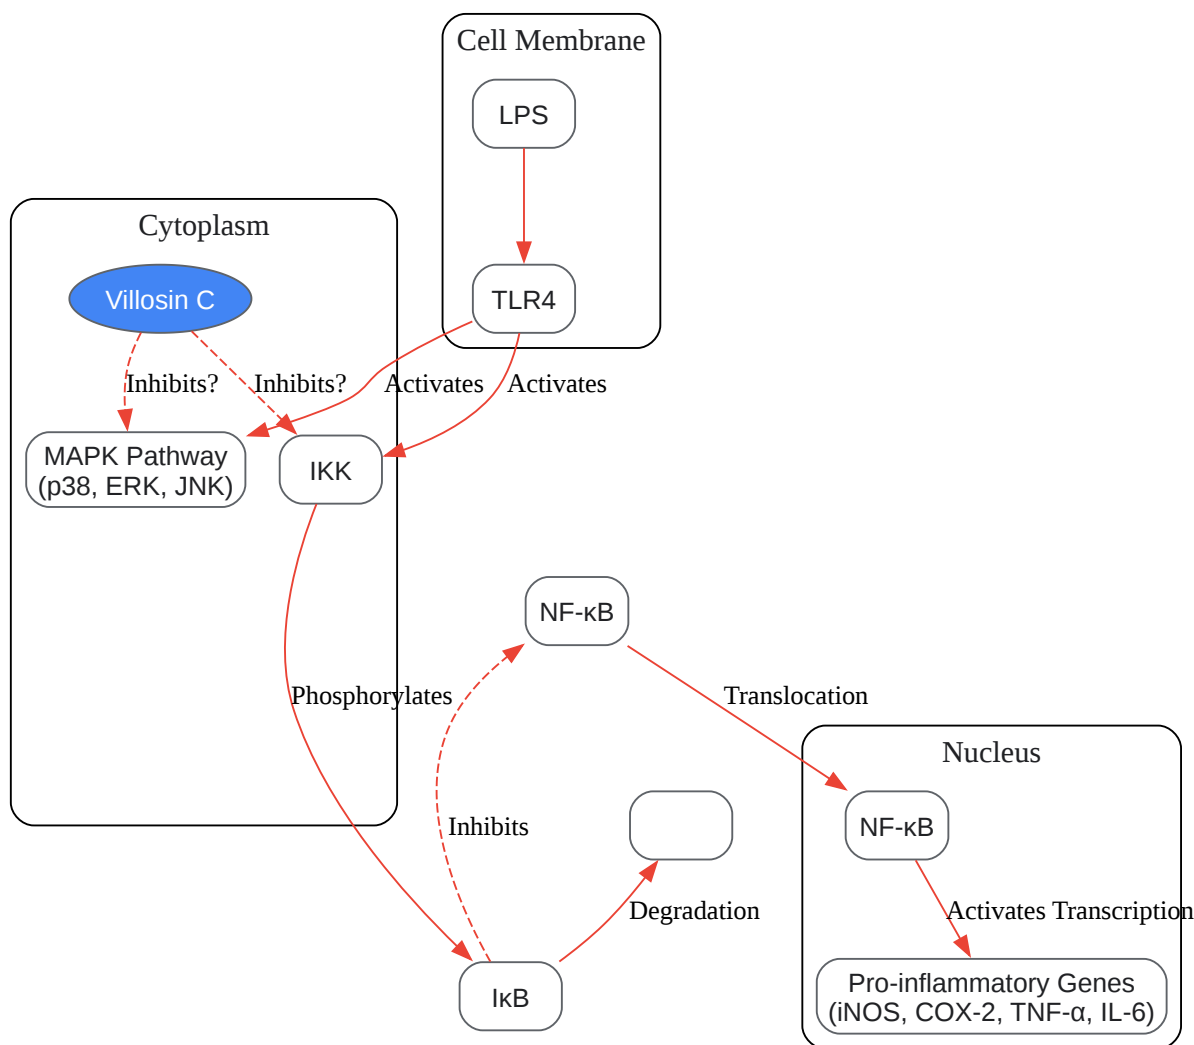 Cell Membrane
LPS
Cytoplasm
Villosin C
TLR4
Inhibits?
Inhibits?
Activates
Activates
MAPK Pathway
(p38, ERK, JNK)
IKK
NF-κB
Phosphorylates
Translocation
Nucleus
Inhibits
NF-κB
Degradation
Activates Transcription
IκB
Pro-inflammatory Genes
(iNOS, COX-2, TNF-α, IL-6)